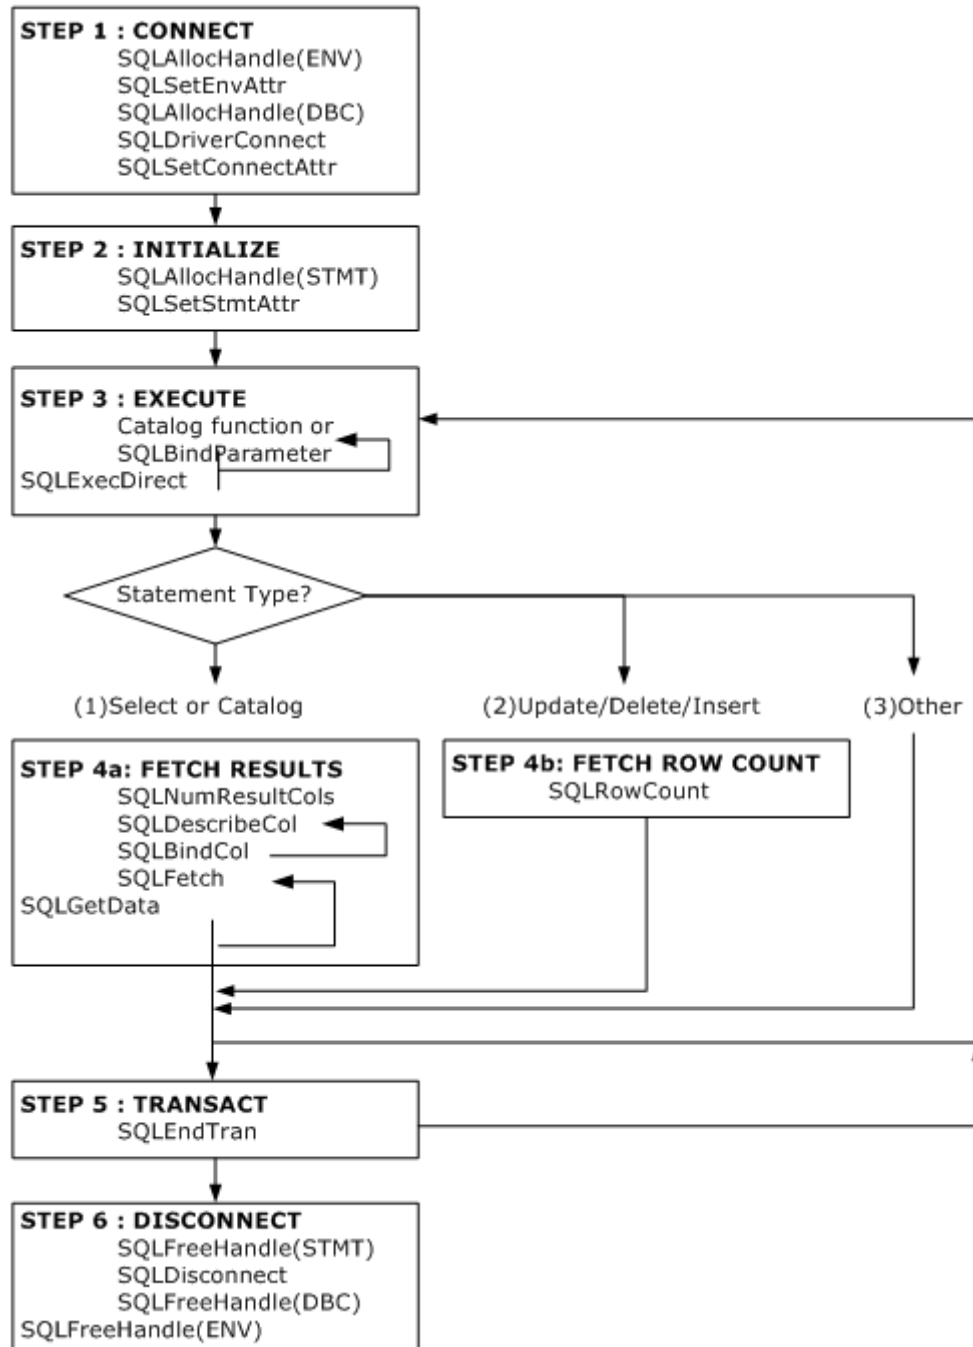 STEP 1 : CONNECT
SQLAllocHandle(ENV)
SQLSetEnvAttr
SQLAllocHandle(DBC)
SQLDriverConnect
SQLSetConnectAttr
STEP 2 : INITIALIZE
SQLAllocHandle(STMT)
SQLSetStmtAttr
STEP 3 : EXECUTE
Catalog function or
SQLBindParameter
SQLExecDirect
Statement Type?
(1)Select or Catalog
(2)Update/Delete/Insert
(3)Other
STEP 4a: FETCH RESULTS
SQLNumResultCols
SQLDescribeCol
SQLBindCol
SQLFetch
SQLGetData
STEP 4b: FETCH ROW COUNT
SQLRowCount
STEP 5 : TRANSACT
SQLEndTran
STEP 6 : DISCONNECT
SQLFreeHandle(STMT)
SQLDisconnect
SQLFreeHandle(DBC)
SQLFreeHandle(ENV)